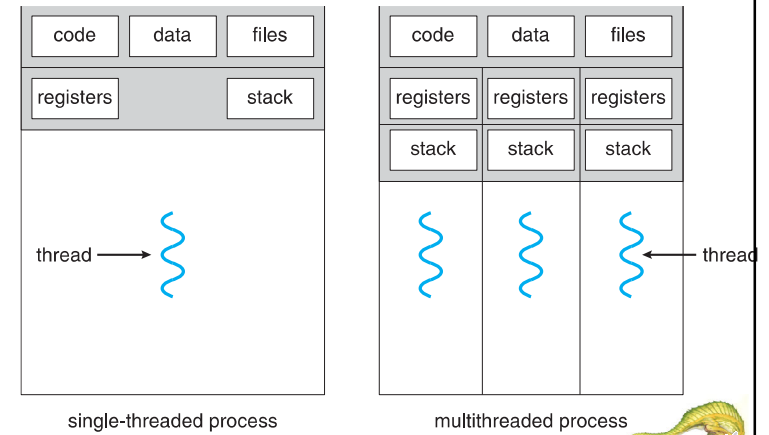 code data files code data files
registers stack registers registers registers
stack stack stack
thread thread
single-threaded process multithreaded process